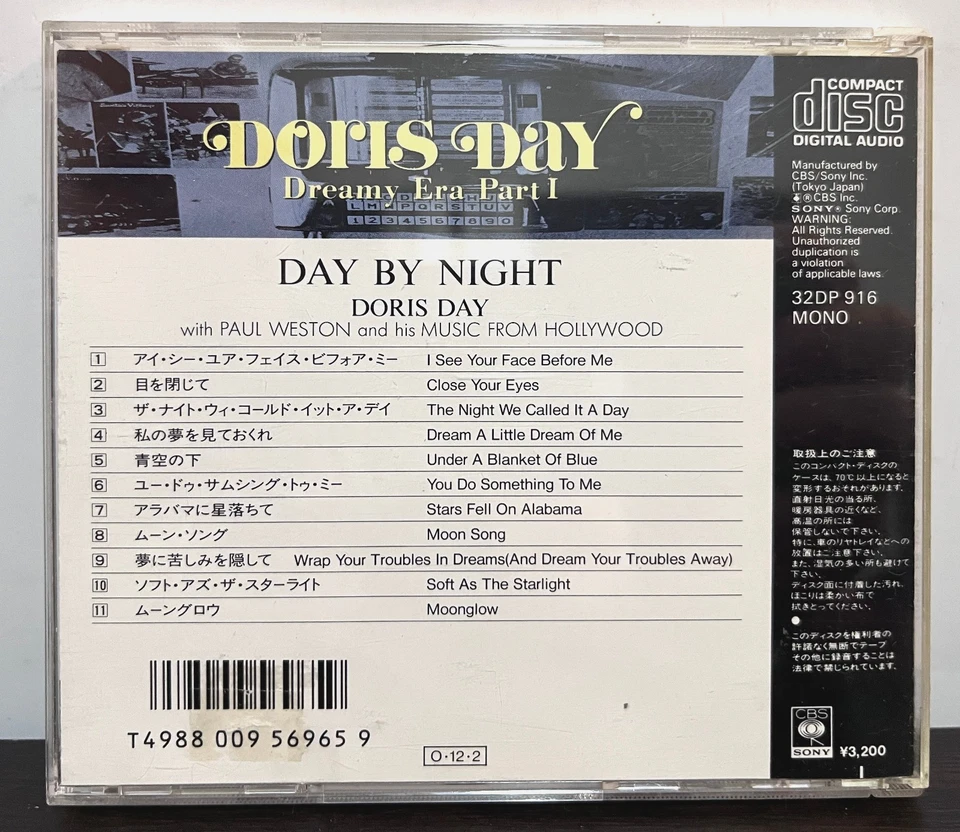 DORIS DAY
Dreamy Era Part I
LMNOPQRSTUV
1234567890
DAY BY NIGHT
DORIS DAY
with PAUL WESTON and his MUSIC FROM HOLLYWOOD
1 アイ・シー・ユア・フェイス・ビフォア・ミー I See Your Face Before Me
2 目を閉じて Close Your Eyes
3 ザ・ナイト・ウィ・コールド・イット・ア・デイ The Night We Called It A Day
4 私の夢を見ておくれ Dream A Little Dream Of Me
5 青空の下 Under A Blanket Of Blue
6 ユー・ドゥ・サムシング・トゥ・ミー You Do Something To Me
7 アラバマに星落ちて Stars Fell On Alabama
8 ムーン・ソング Moon Song
9 夢に苦しみを隠して Wrap Your Troubles In Dreams(And Dream Your Troubles Away)
10 ソフト・アズ・ザ・スターライト Soft As The Starlight
11 ムーングロウ Moonglow
T4988 009 56965 9
O・12・2
COMPACT
disc
DIGITAL AUDIO
Manufactured by
CBS/Sony Inc.
(Tokyo Japan)
℗CBS Inc.
SONY® Sony Corp.
WARNING:
All Rights Reserved.
Unauthorized
duplication is
a violation
of applicable laws.
32DP 916
MONO
取扱上のご注意
このコンパクト・ディスクの
ケースは、70℃以上になると
変形するおそれがあります。
直射日光の当る所、
暖房器具の近くなど、
高温の所には
保管しないで下さい。
特に、車のリヤトレイなどへの
放置はご注意下さい。
また、湿気の多い所も避けて
下さい。
ディスク面に付着した汚れ、
ほこりは柔かい布で
拭きとってください。
このディスクを権利者の
許諾なく無断でテープ
その他に録音することは
法律で禁じられています。
CBS
SONY
¥3,200